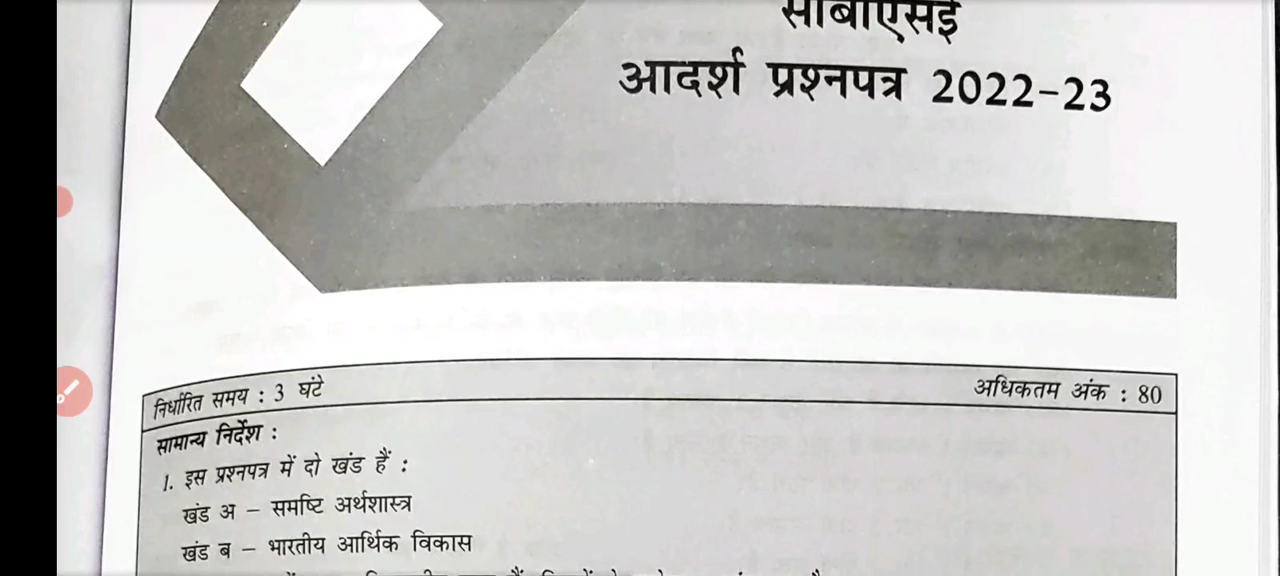 सीबीएसई
आदर्श प्रश्नपत्र 2022-23
निर्धारित समय : 3 घंटे
अधिकतम अंक : 80
सामान्य निर्देश :
1. इस प्रश्नपत्र में दो खंड हैं :
खंड अ – समष्टि अर्थशास्त्र
खंड ब – भारतीय आर्थिक विकास